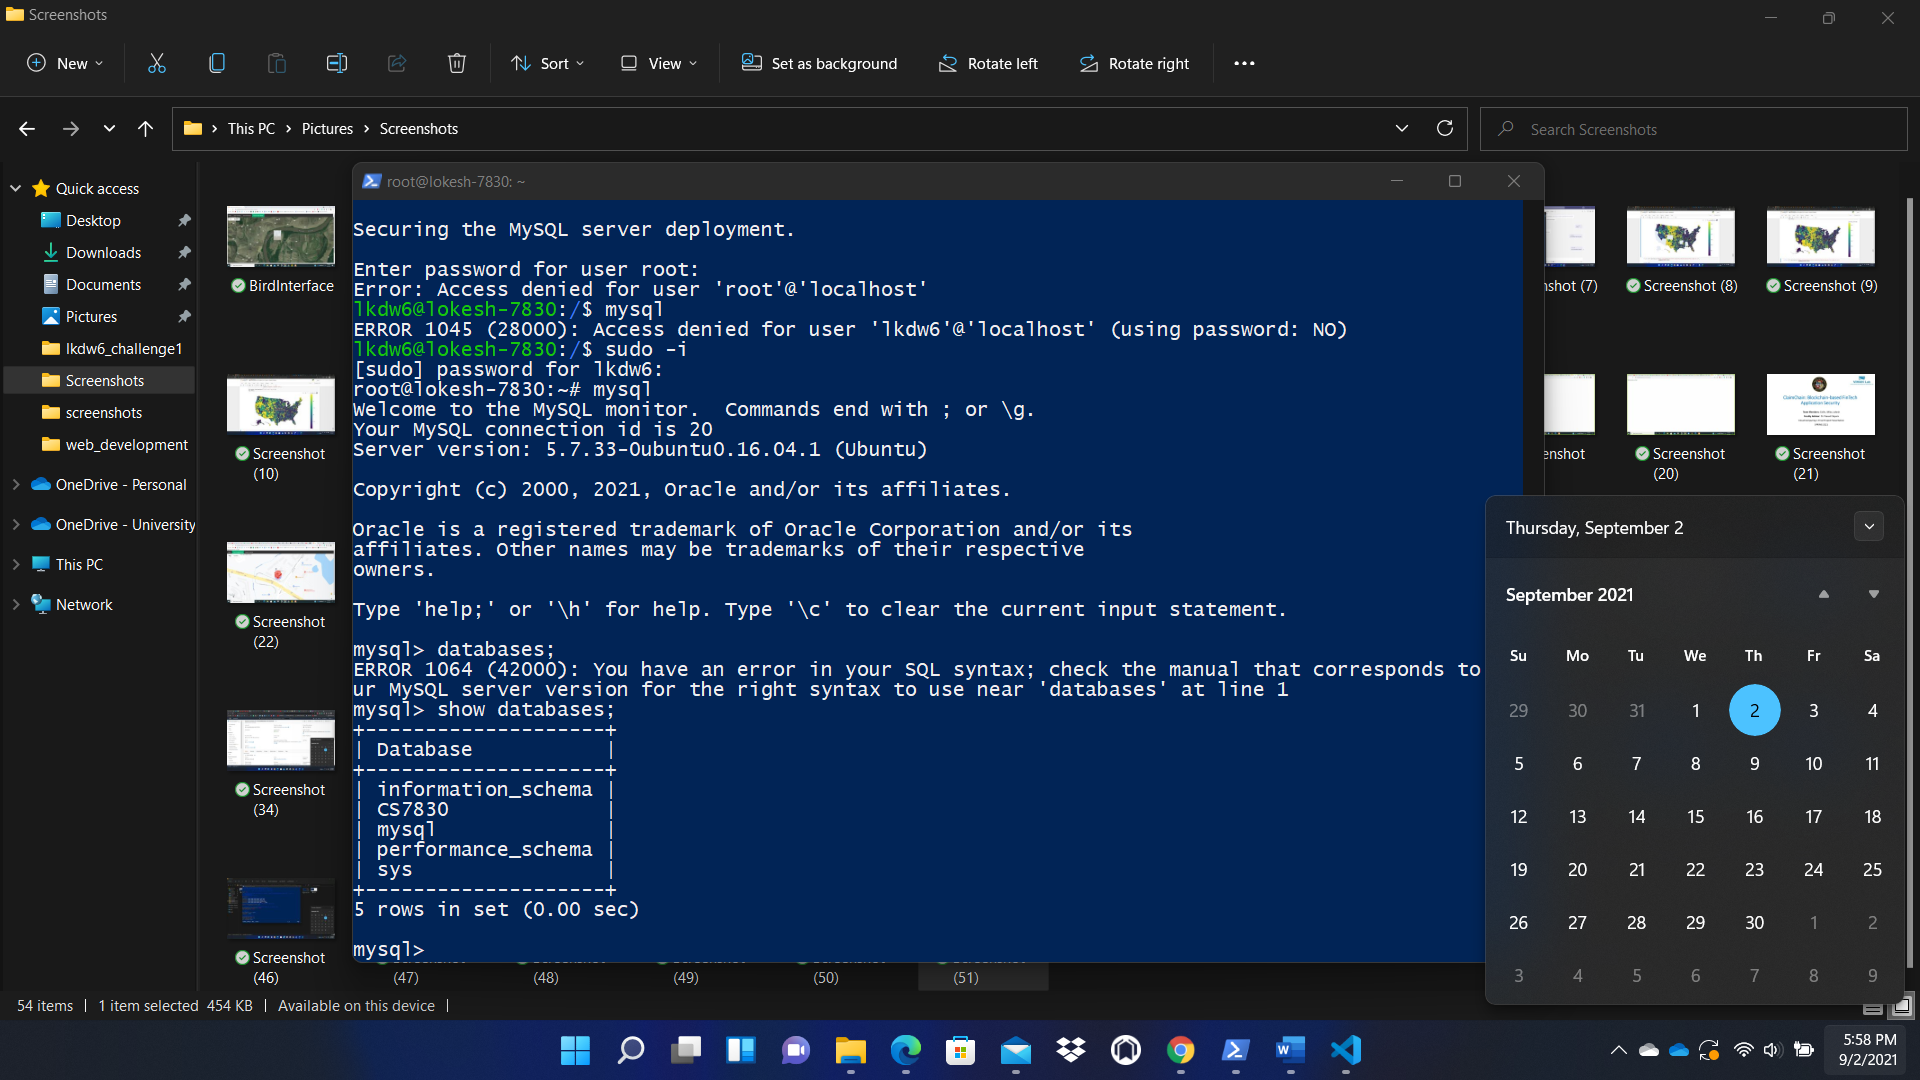 Screenshots
New
Sort
View
Set as background
Rotate left
Rotate right
This PC
Pictures
Screenshots
Search Screenshots
Quick access
Desktop
Downloads
Documents
Pictures
lkdw6_challenge1
Screenshots
screenshots
web_development
OneDrive - Personal
OneDrive - University
This PC
Network
BirdInterface
Screenshot
(10)
Screenshot
(22)
Screenshot
(34)
Screenshot
(46)
root@lokesh-7830: ~
Securing the MySQL server deployment.
Enter password for user root:
Error: Access denied for user 'root'@'localhost'
lkdw6@lokesh-7830:/$ mysql
ERROR 1045 (28000): Access denied for user 'lkdw6'@'localhost' (using password: NO)
lkdw6@lokesh-7830:/$ sudo -i
[sudo] password for lkdw6:
root@lokesh-7830:~# mysql
Welcome to the MySQL monitor.  Commands end with ; or \g.
Your MySQL connection id is 20
Server version: 5.7.33-0ubuntu0.16.04.1 (Ubuntu)
Copyright (c) 2000, 2021, Oracle and/or its affiliates.
Oracle is a registered trademark of Oracle Corporation and/or its
affiliates. Other names may be trademarks of their respective
owners.
Type 'help;' or '\h' for help. Type '\c' to clear the current input statement.
mysql> databases;
ERROR 1064 (42000): You have an error in your SQL syntax; check the manual that corresponds to
ur MySQL server version for the right syntax to use near 'databases' at line 1
mysql> show databases;
+--------------------+
| Database           |
+--------------------+
| information_schema |
| CS7830             |
| mysql              |
| performance_schema |
| sys                |
+--------------------+
5 rows in set (0.00 sec)
mysql>
(47)
(48)
(49)
(50)
(51)
nshot (7)
Screenshot (8)
Screenshot (9)
enshot
Screenshot
(20)
Screenshot
(21)
Thursday, September 2
September 2021
Su Mo Tu We Th Fr Sa
29 30 31 1 2 3 4
5 6 7 8 9 10 11
12 13 14 15 16 17 18
19 20 21 22 23 24 25
26 27 28 29 30 1 2
3 4 5 6 7 8 9
54 items
1 item selected 454 KB
Available on this device
5:58 PM
9/2/2021